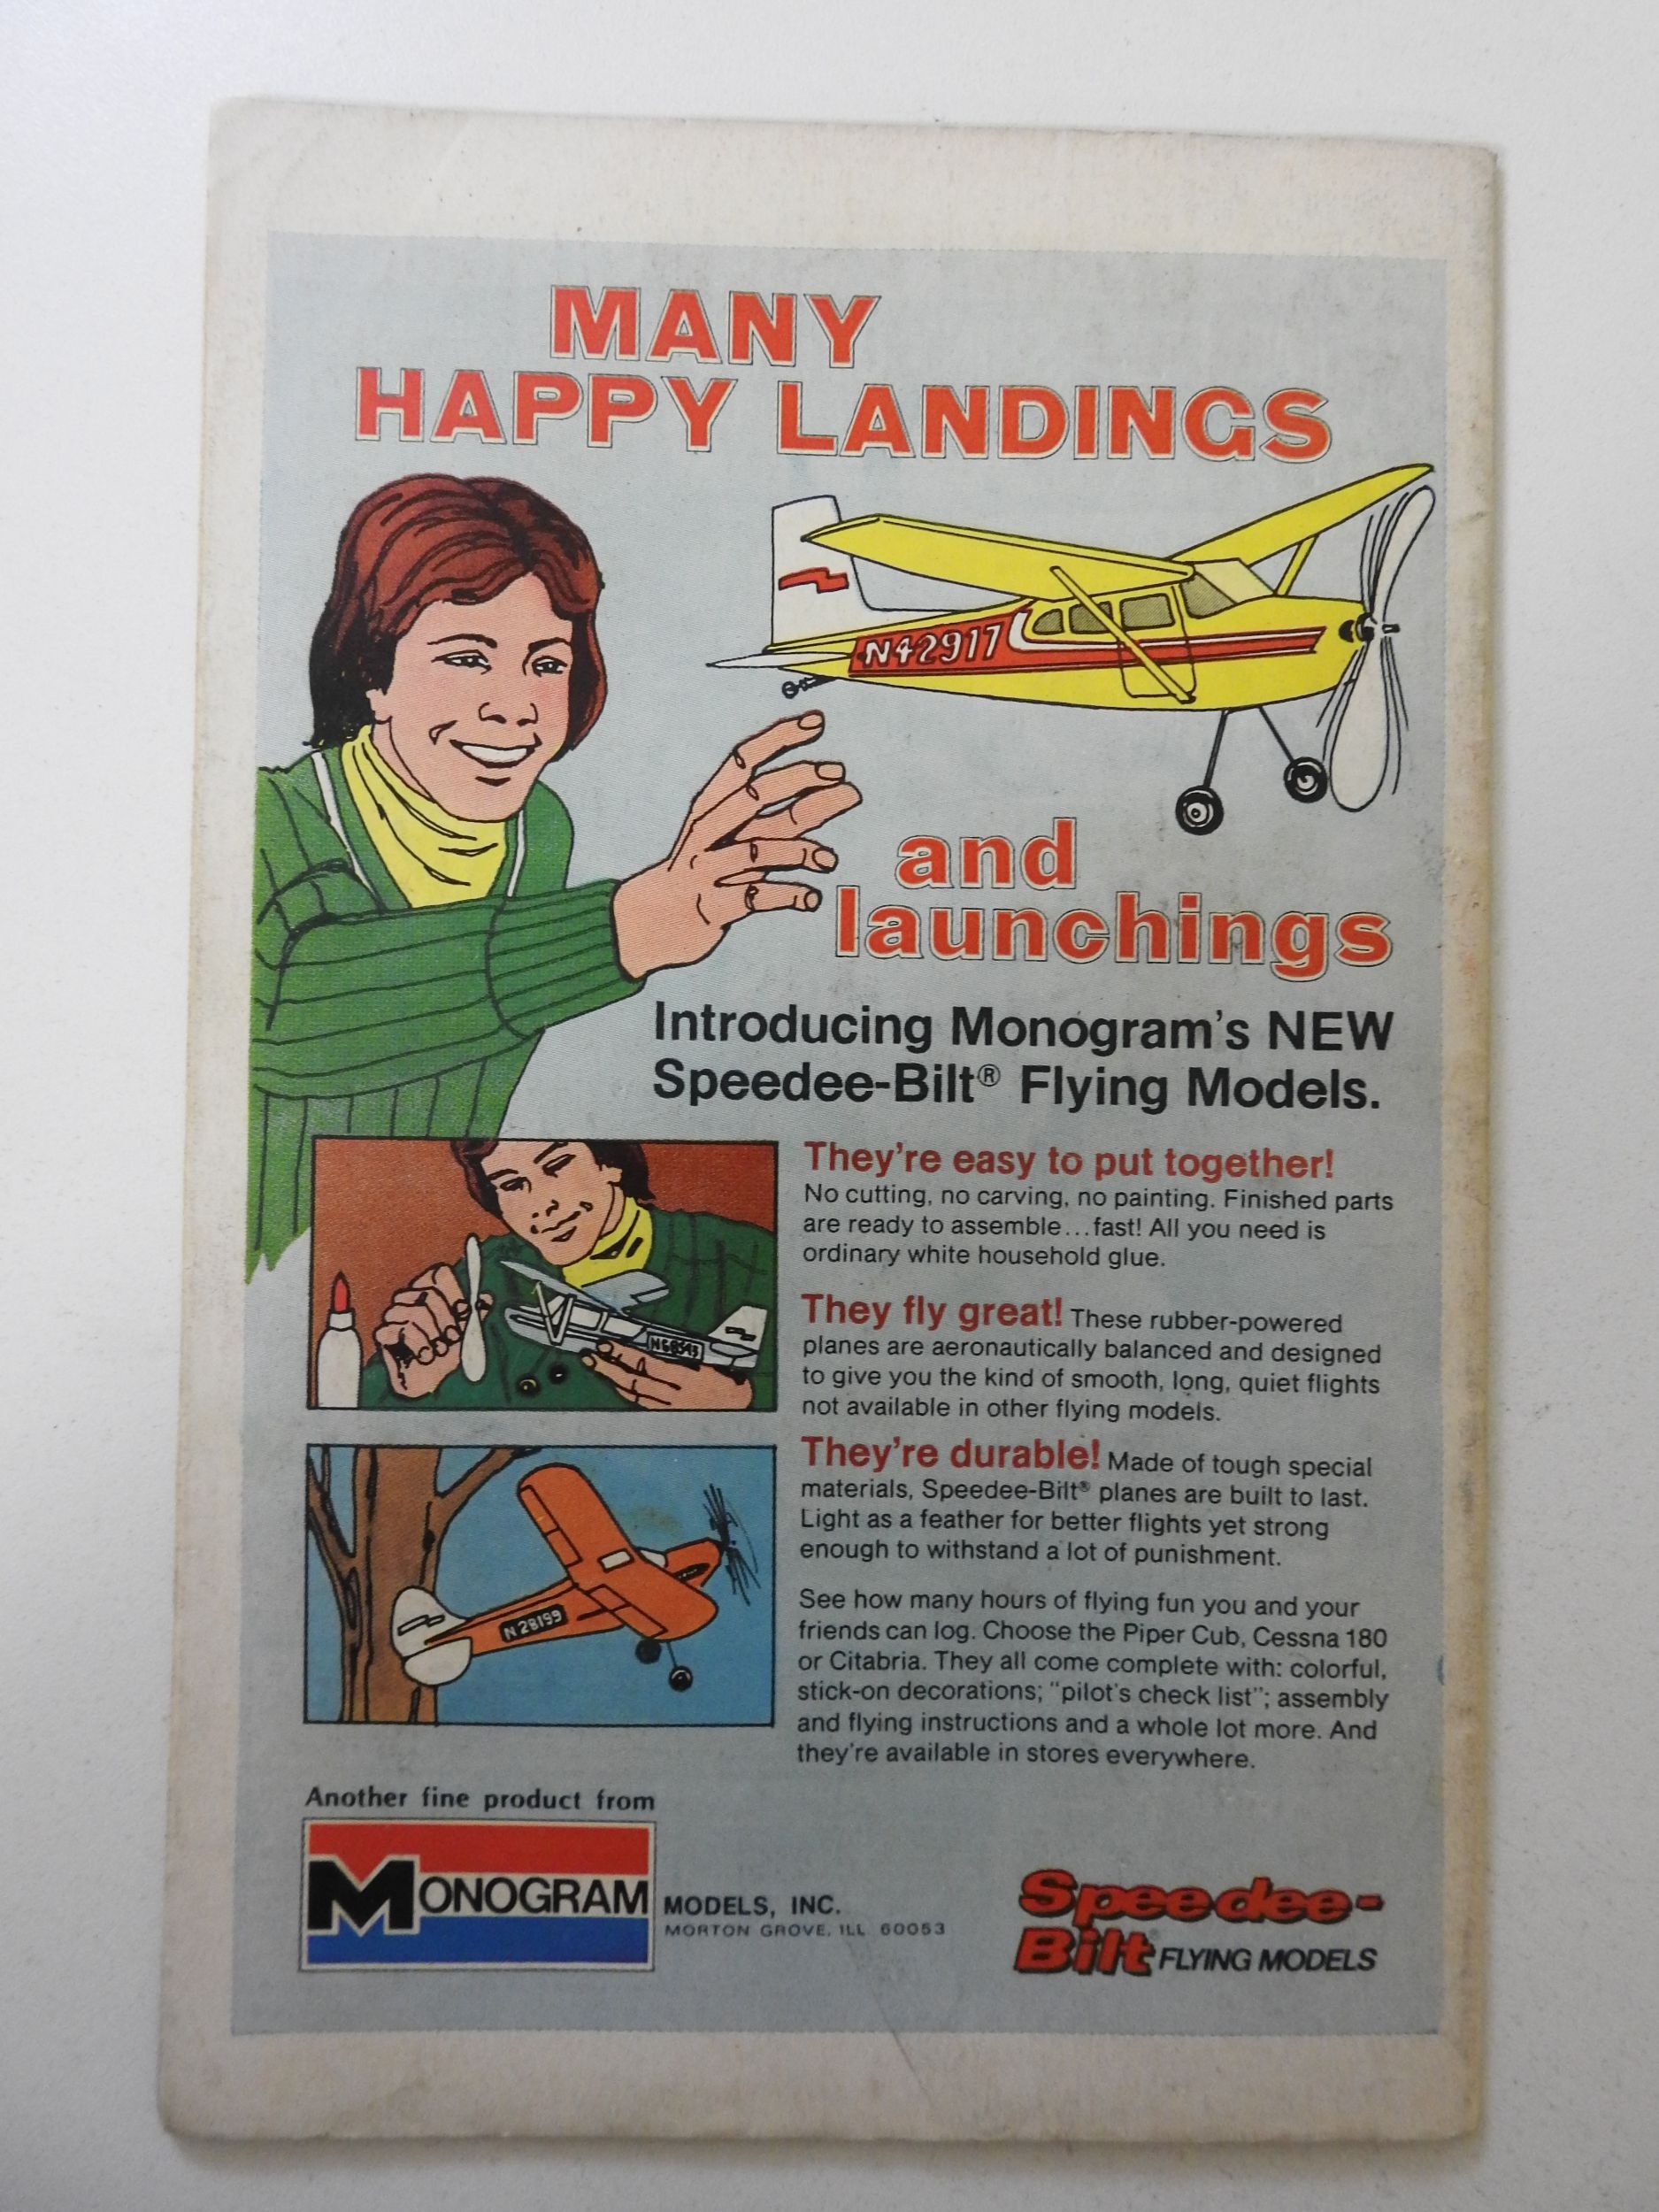 MANY
HAPPY LANDINGS
N42917
and
launchings
Introducing Monogram's NEW
Speedee-Bilt® Flying Models.
They're easy to put together!
No cutting, no carving, no painting. Finished parts
are ready to assemble...fast! All you need is
ordinary white household glue.
They fly great! These rubber-powered
planes are aeronautically balanced and designed
to give you the kind of smooth, long, quiet flights
not available in other flying models.
They're durable! Made of tough special
materials, Speedee-Bilt® planes are built to last.
Light as a feather for better flights yet strong
enough to withstand a lot of punishment.
N28199
See how many hours of flying fun you and your
friends can log. Choose the Piper Cub, Cessna 180
or Citabria. They all come complete with: colorful,
stick-on decorations; "pilot's check list"; assembly
and flying instructions and a whole lot more. And
they're available in stores everywhere.
Another fine product from
MONOGRAM MODELS, INC.
MORTON GROVE, ILL 60053
Speedee-
Bilt® FLYING MODELS